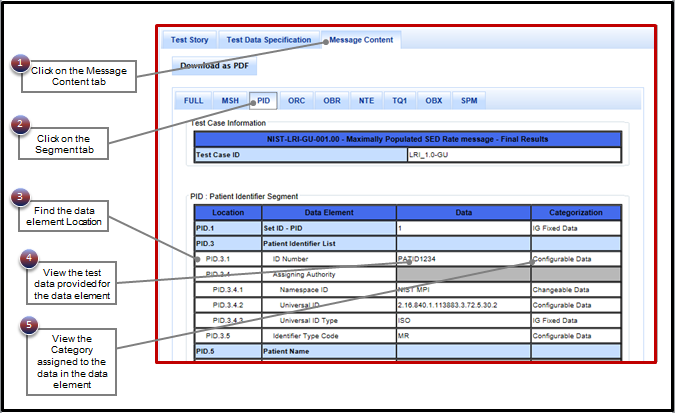 Test Story Test Data Specification Message Content
1
Click on the Message
Content tab
Download as PDF
FULL MSH PID ORC OBR NTE TQ1 OBX SPM
2
Click on the
Segment tab
Test Case Information
NIST-LRI-GU-001.00 - Maximally Populated SED Rate message - Final Results
Test Case ID LRI_1.0-GU
3
Find the data
element Location
PID : Patient Identifier Segment
Location Data Element Data Categorization
PID.1 Set ID - PID 1 IG Fixed Data
PID.3 Patient Identifier List
PID.3.1 ID Number PATID1234 Configurable Data
4
View the test
data provided for
the data element
PID.3.4 Assigning Authority
PID.3.4.1 Namespace ID NIST MPI Changeable Data
PID.3.4.2 Universal ID 2.16.840.1.113883.3.72.5.30.2 Configurable Data
PID.3.4.3 Universal ID Type ISO IG Fixed Data
PID.3.5 Identifier Type Code MR Configurable Data
PID.5 Patient Name
5
View the
Category
assigned to the
data in the data
element